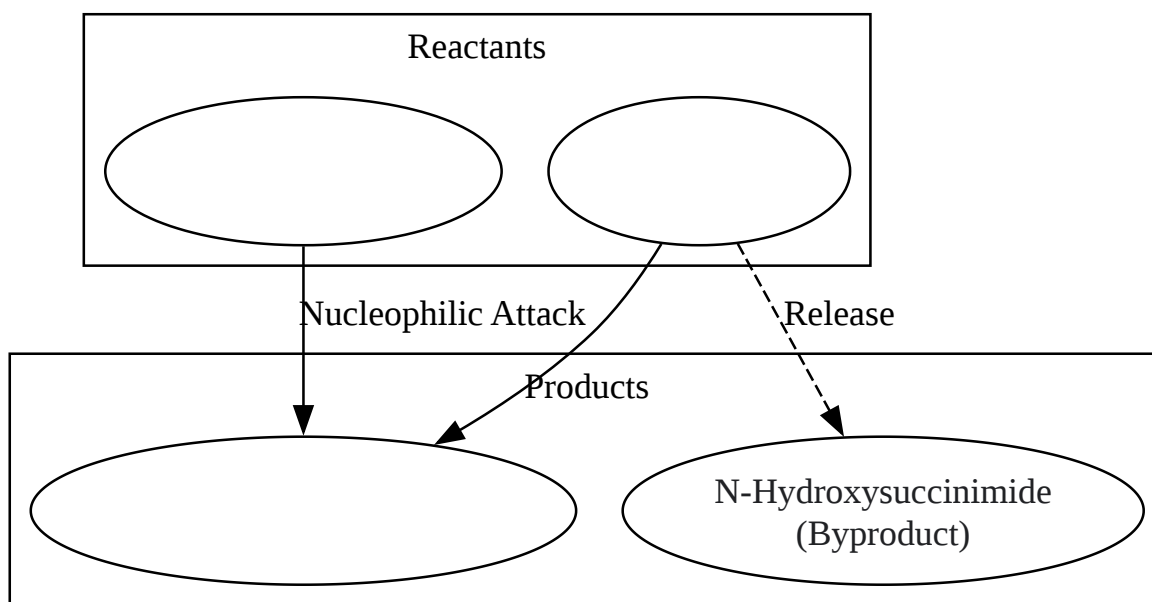 Reactants
Nucleophilic Attack
Release
Products
N-Hydroxysuccinimide
(Byproduct)